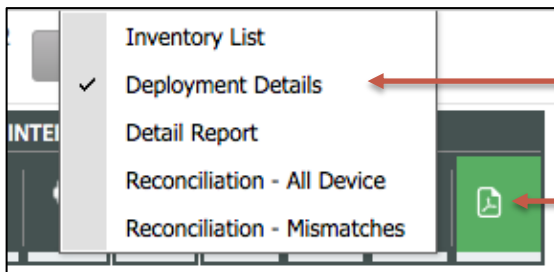 Inventory List
Deployment Details
INTE
Detail Report
Reconciliation - All Device
Reconciliation - Mismatches